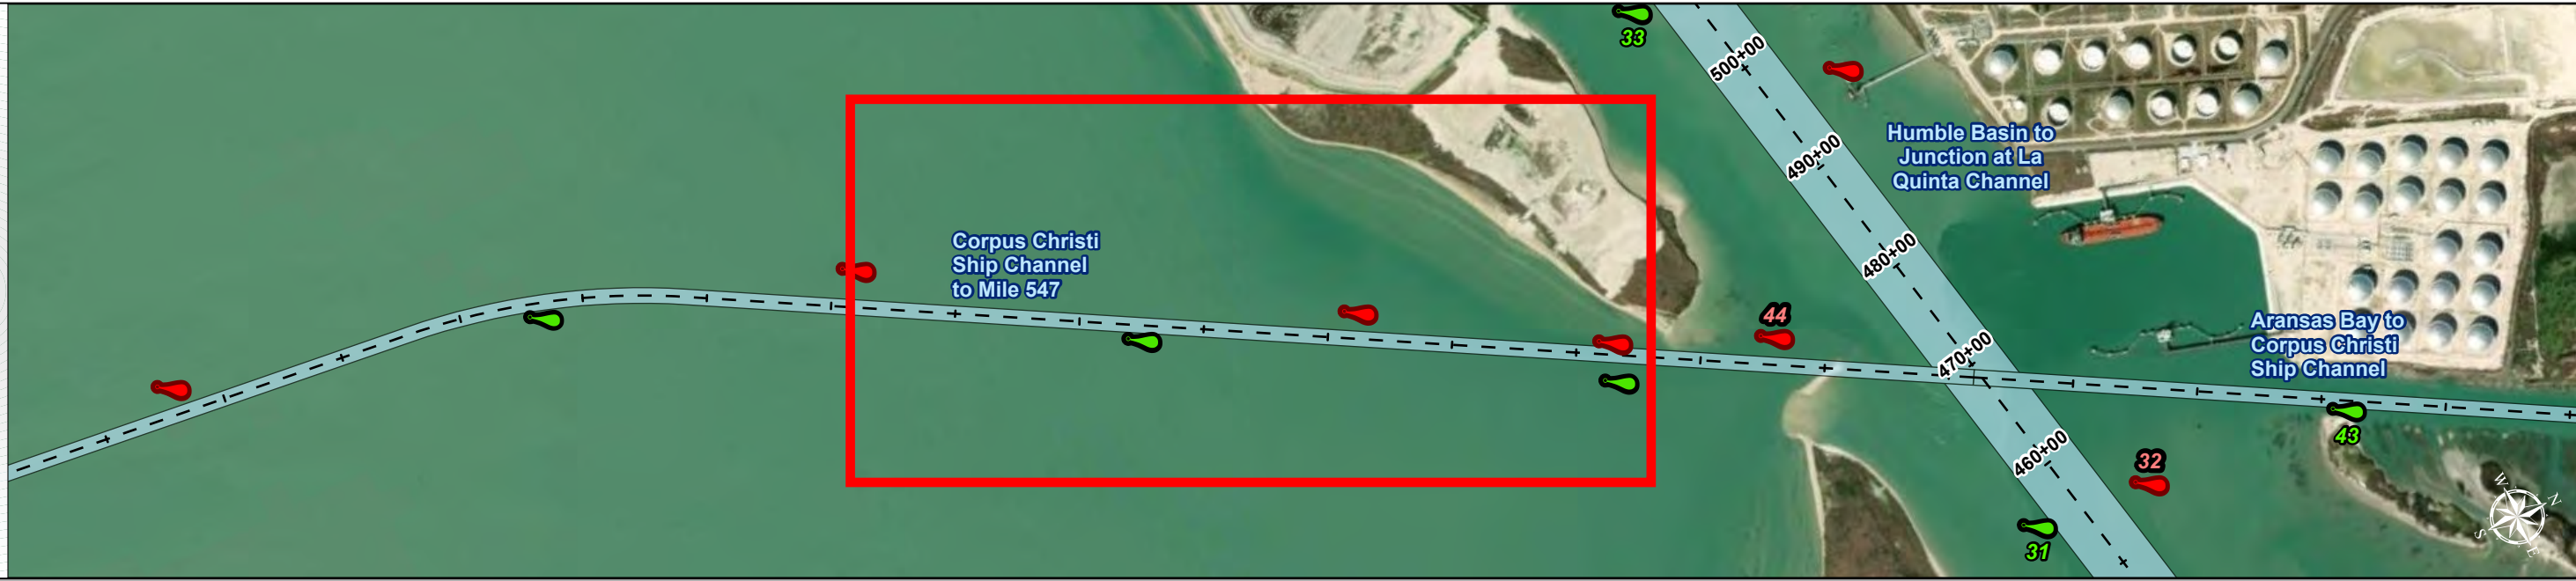 33
500+00
490+00
Humble Basin to
Junction at La
Quinta Channel
Corpus Christi
Ship Channel
to Mile 547
480+00
44
470+00
Aransas Bay to
Corpus Christi
Ship Channel
43
460+00
32
31
W
N
S
E